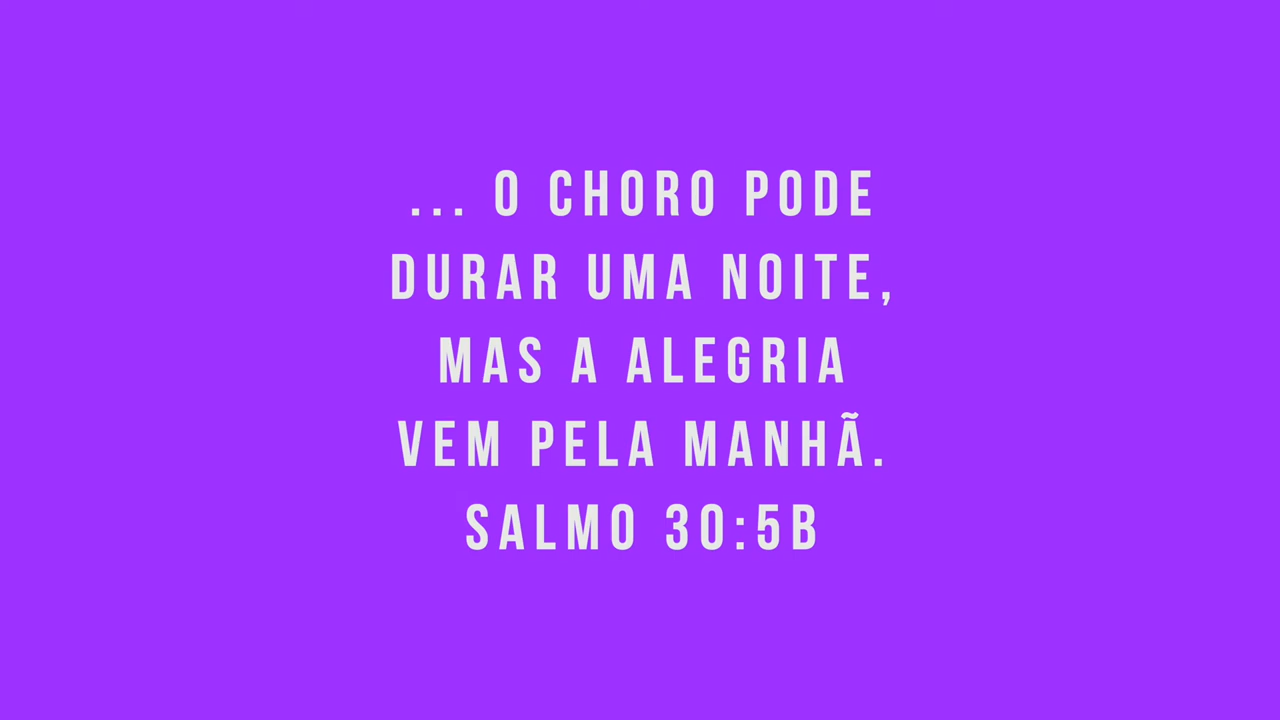 ... O CHORO PODE
DURAR UMA NOITE,
MAS A ALEGRIA
VEM PELA MANHÃ.
SALMO 30:5B